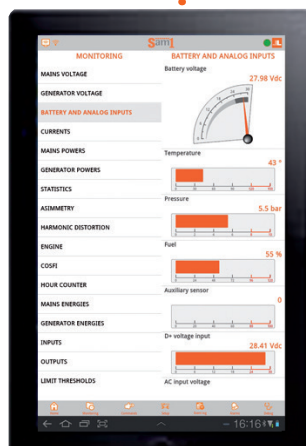 Sam1
MONITORING
MAINS VOLTAGE
GENERATOR VOLTAGE
BATTERY AND ANALOG INPUTS
CURRENTS
MAINS POWERS
GENERATOR POWERS
STATISTICS
ASIMMETRY
HARMONIC DISTORTION
ENGINE
COSFI
HOUR COUNTER
MAINS ENERGIES
GENERATOR ENERGIES
INPUTS
OUTPUTS
LIMIT THRESHOLDS
BATTERY AND ANALOG INPUTS
Battery voltage
27.98 Vdc
Temperature
43 °
Pressure
5.5 bar
Fuel
55 %
Auxiliary sensor
0
D+ voltage input
28.41 Vdc
AC input voltage
16:16